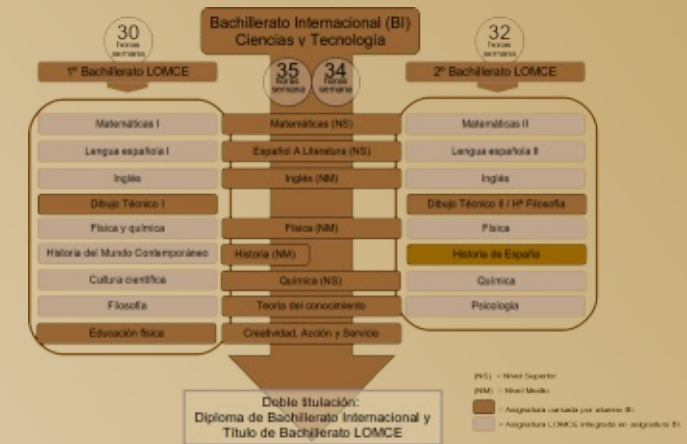 Bachillerato Internacional (BI)
Ciencias y Tecnología
30
horas
semana
1º Bachillerato LOMCE
35
horas
semana
34
horas
semana
32
horas
semana
2º Bachillerato LOMCE
Matemáticas I
Matemáticas (NS)
Matemáticas II
Lengua española I
Español A Literatura (NS)
Lengua española II
Inglés
Inglés (NM)
Inglés
Dibujo Técnico I
Dibujo Técnico II / Hª Filosofía
Física y química
Física (NM)
Física
Historia del Mundo Contemporáneo
Historia (NM)
Historia de España
Cultura científica
Química (NS)
Química
Filosofía
Teoría del conocimiento
Psicología
Educación física
Creatividad, Acción y Servicio
Doble titulación:
Diploma de Bachillerato Internacional y
Título de Bachillerato LOMCE
(NS) = Nivel Superior
(NM) = Nivel Medio
= Asignatura cursada por alumno BI.
= Asignatura LOMCE integrada en asignatura BI.